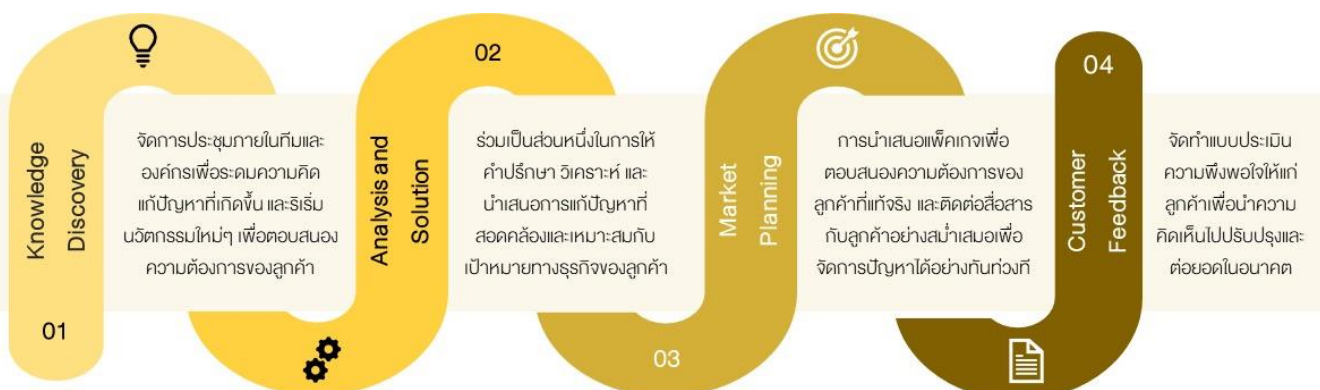 01
Knowledge
Discovery
จัดการประชุมภายในทีมและ
องค์กรเพื่อระดมความคิด
แก้ปัญหาที่เกิดขึ้น และริเริ่ม
นวัตกรรมใหม่ๆ เพื่อตอบสนอง
ความต้องการของลูกค้า
02
Analysis and
Solution
ร่วมเป็นส่วนหนึ่งในการให้
คำปรึกษา วิเคราะห์ และ
นำเสนอการแก้ปัญหาที่
สอดคล้องและเหมาะสมกับ
เป้าหมายทางธุรกิจของลูกค้า
03
Market
Planning
การนำเสนอแพ็คเกจเพื่อ
ตอบสนองความต้องการของ
ลูกค้าที่แท้จริง และติดต่อสื่อสาร
กับลูกค้าอย่างสม่ำเสมอเพื่อ
จัดการปัญหาได้อย่างทันท่วงที
04
Customer
Feedback
จัดทำแบบประเมิน
ความพึงพอใจให้แก่
ลูกค้าเพื่อนำความ
คิดเห็นไปปรับปรุงและ
ต่อยอดในอนาคต